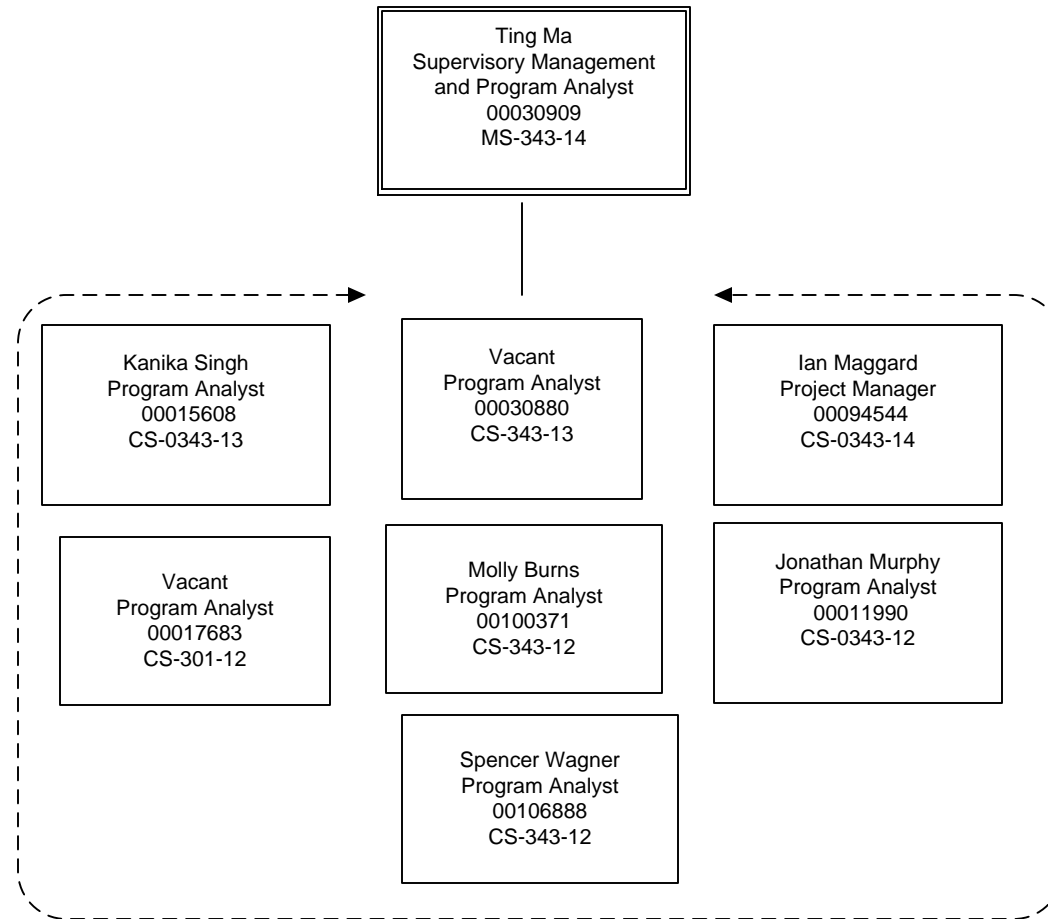 Ting Ma
Supervisory Management
and Program Analyst
00030909
MS-343-14
Kanika Singh
Program Analyst
00015608
CS-0343-13
Vacant
Program Analyst
00030880
CS-343-13
Ian Maggard
Project Manager
00094544
CS-0343-14
Vacant
Program Analyst
00017683
CS-301-12
Molly Burns
Program Analyst
00100371
CS-343-12
Jonathan Murphy
Program Analyst
00011990
CS-0343-12
Spencer Wagner
Program Analyst
00106888
CS-343-12